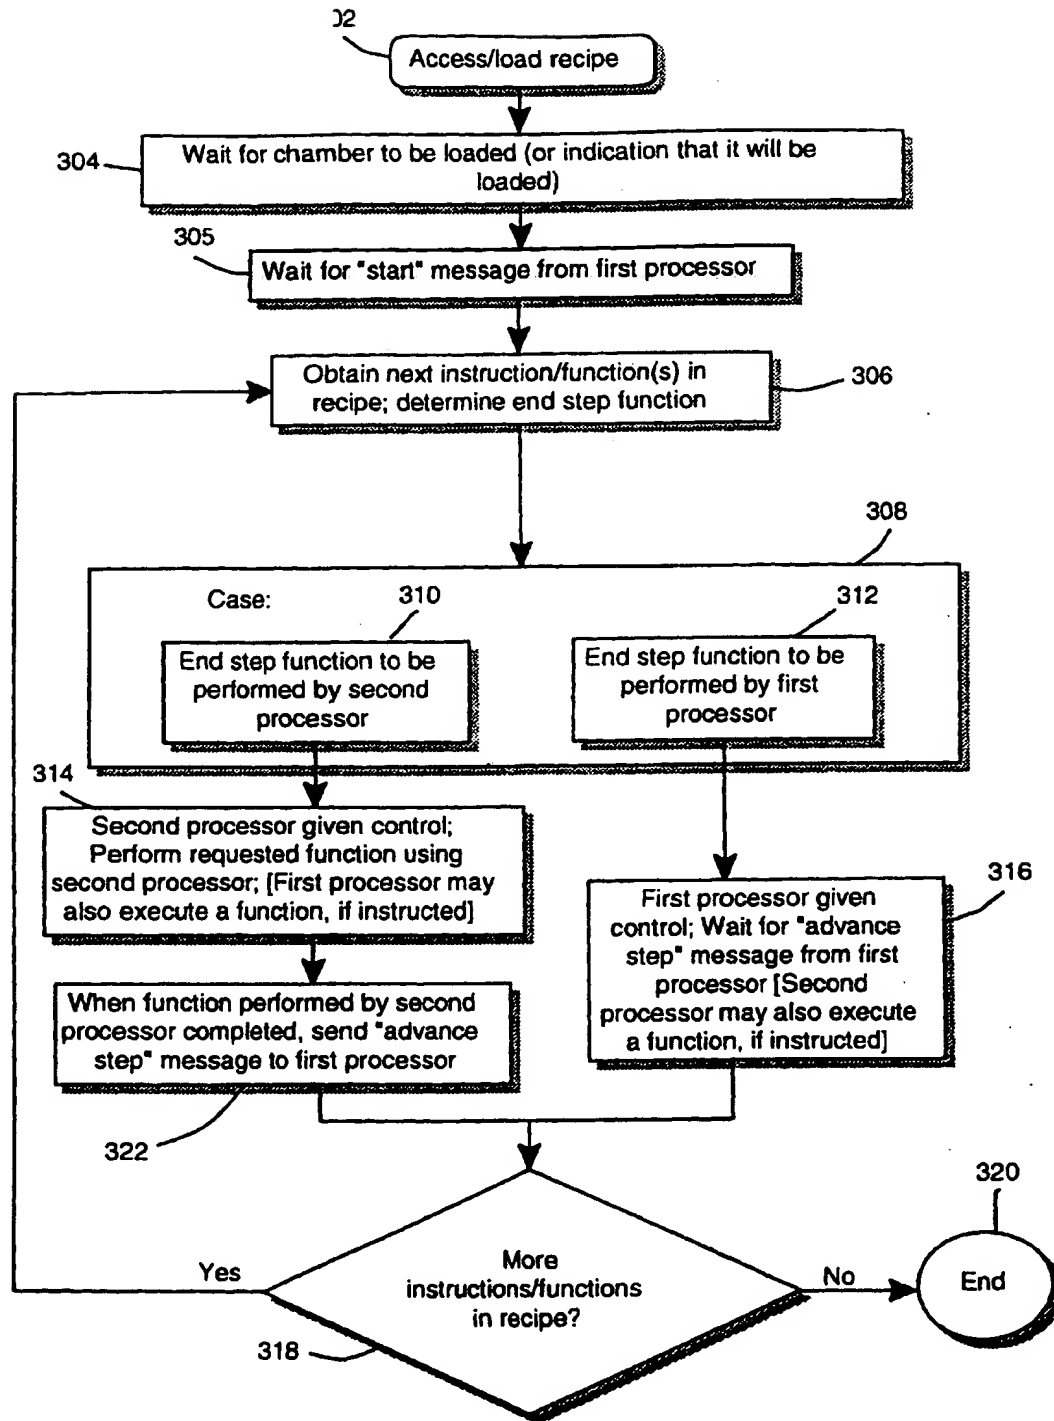 02
Access/load recipe
304
Wait for chamber to be loaded (or indication that it will be
loaded)
305
Wait for "start" message from first processor
Obtain next instruction/function(s) in
recipe; determine end step function
306
308
Case:
310
312
End step function to be
performed by second
processor
End step function to be
performed by first
processor
314
Second processor given control;
Perform requested function using
second processor; [First processor may
also execute a function, if instructed]
316
First processor given
control; Wait for "advance
step" message from first
processor [Second
processor may also execute
a function, if instructed]
When function performed by second
processor completed, send "advance
step" message to first processor
322
320
Yes
More
instructions/functions
in recipe?
No
End
318